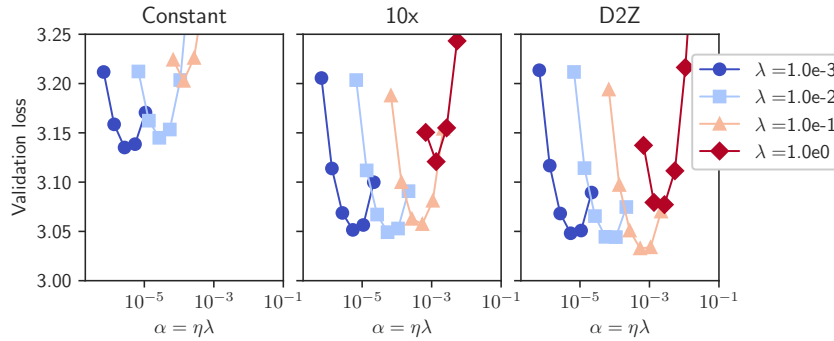 Constant
10x
D2Z
3.25
3.20
3.15
3.10
3.05
3.00
Validation loss
10⁻⁵ 10⁻³ 10⁻¹
10⁻⁵ 10⁻³ 10⁻¹
10⁻⁵ 10⁻³ 10⁻¹
α = ηλ
α = ηλ
α = ηλ
λ =1.0e-3
λ =1.0e-2
λ =1.0e-1
λ =1.0e0